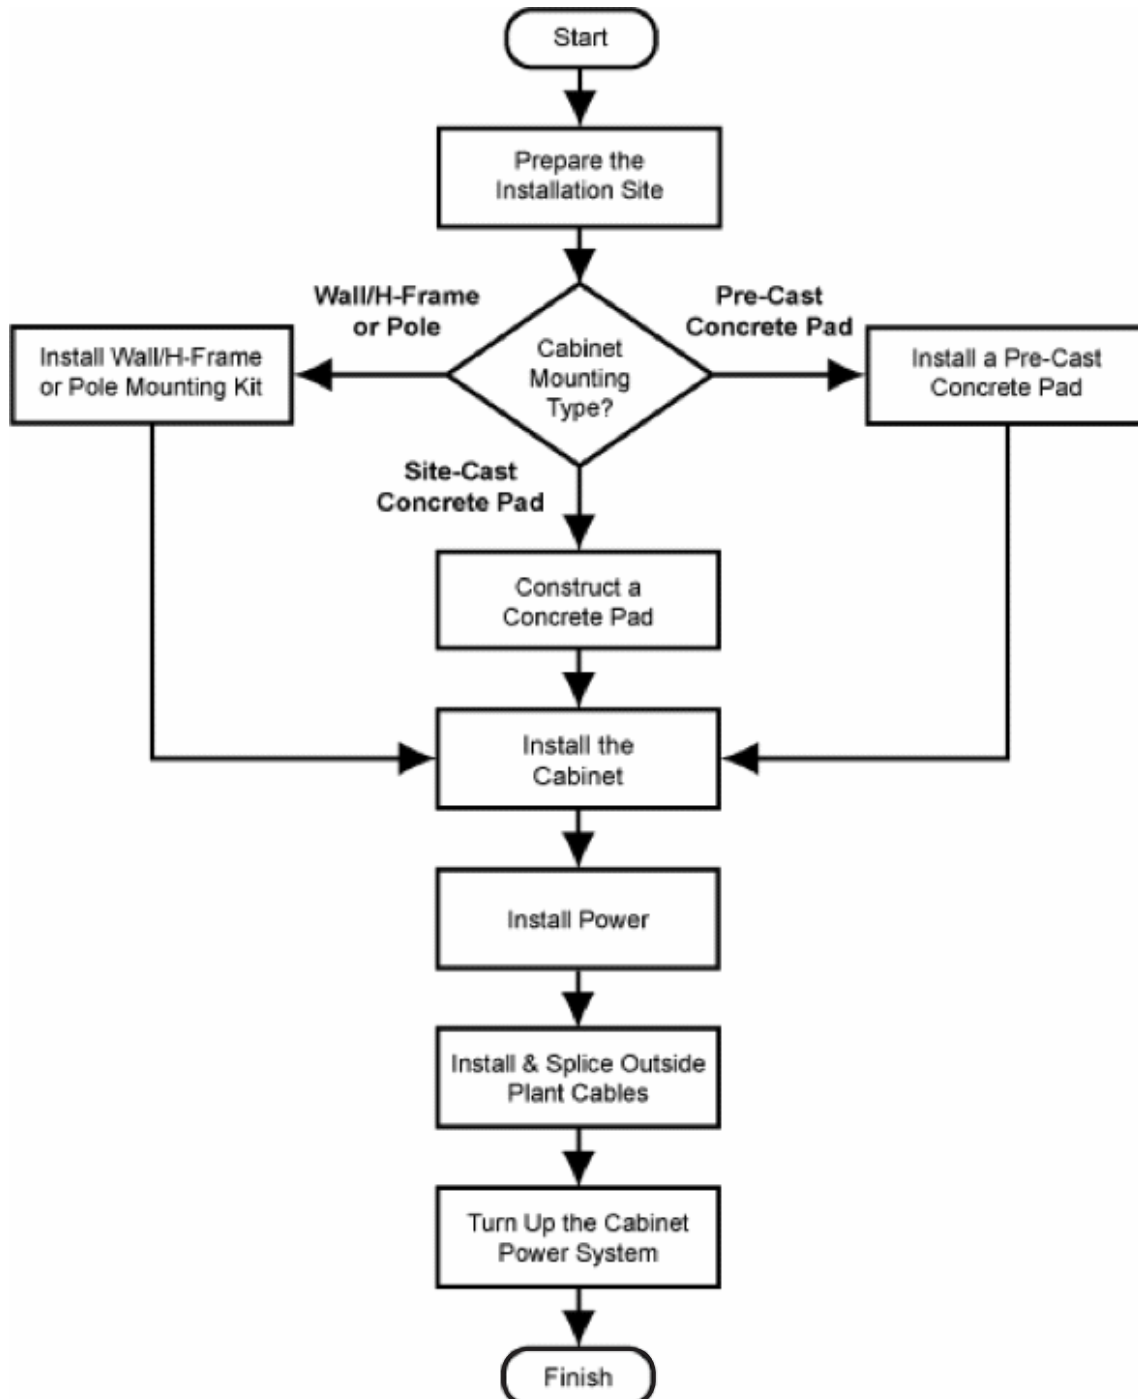 Start
Prepare the
Installation Site
Wall/H-Frame
or Pole
Pre-Cast
Concrete Pad
Install Wall/H-Frame
or Pole Mounting Kit
Cabinet
Mounting
Type?
Install a Pre-Cast
Concrete Pad
Site-Cast
Concrete Pad
Construct a
Concrete Pad
Install the
Cabinet
Install Power
Install & Splice Outside
Plant Cables
Turn Up the Cabinet
Power System
Finish